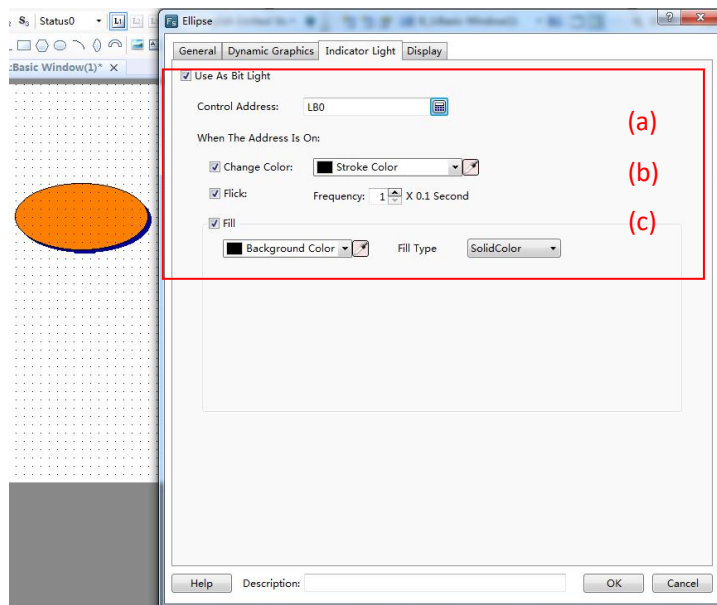 S₃ Status0 L1
Ellipse
:Basic Window(1)* X
General Dynamic Graphics Indicator Light Display
Use As Bit Light
Control Address: LB0
(a)
When The Address Is On:
Change Color: Stroke Color
(b)
Flick: Frequency: 1 X 0.1 Second
Fill
(c)
Background Color Fill Type SolidColor
Help Description: OK Cancel